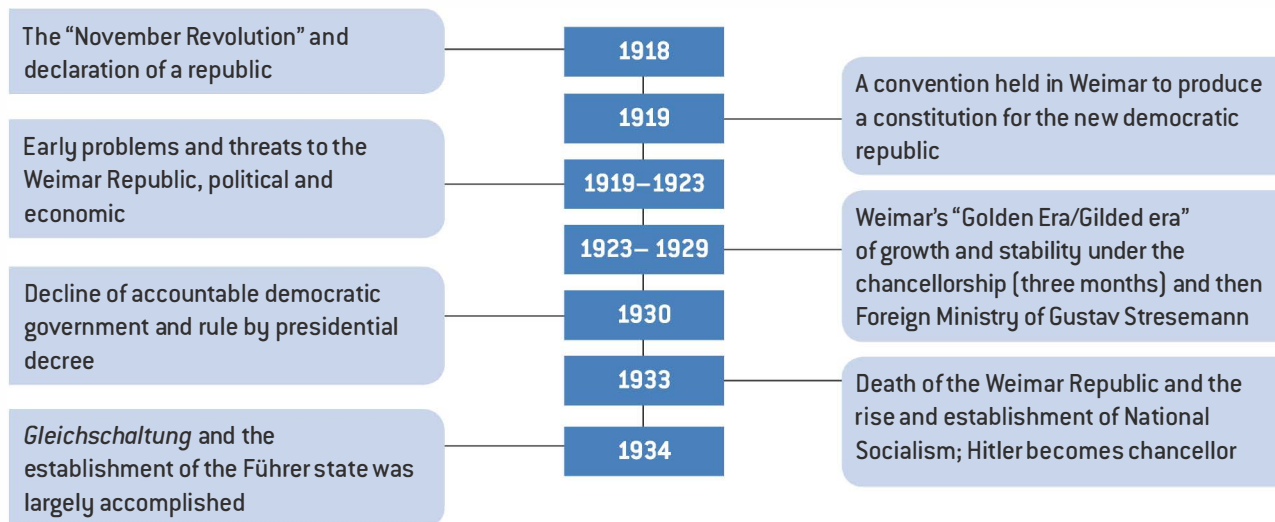 The “November Revolution” and
declaration of a republic
1918
1919
A convention held in Weimar to produce
a constitution for the new democratic
republic
Early problems and threats to the
Weimar Republic, political and
economic
1919–1923
1923– 1929
Weimar’s “Golden Era/Gilded era”
of growth and stability under the
chancellorship (three months) and then
Foreign Ministry of Gustav Stresemann
Decline of accountable democratic
government and rule by presidential
decree
1930
1933
Death of the Weimar Republic and the
rise and establishment of National
Socialism; Hitler becomes chancellor
Gleichschaltung and the
establishment of the Führer state was
largely accomplished
1934